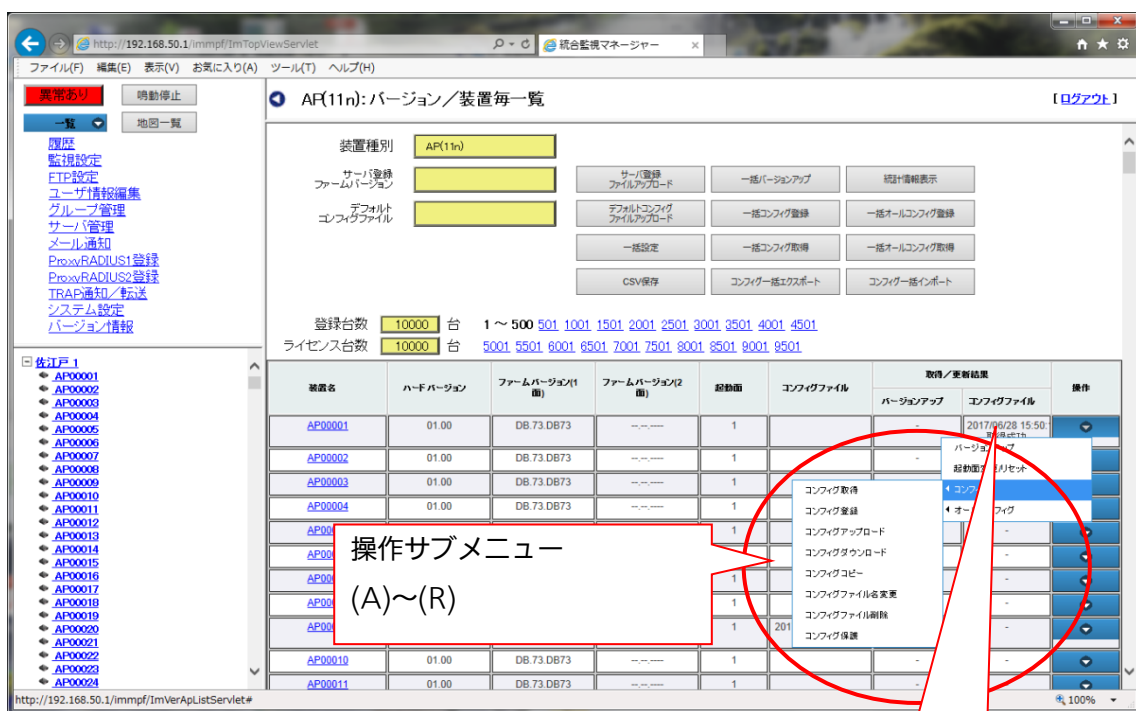 http://192.168.50.1/immpf/ImTopViewServlet
統合監視マネージャー
ファイル(F) 編集(E) 表示(V) お気に入り(A) ツール(T) ヘルプ(H)
異常あり 鳴動停止
一覧 地図一覧
履歴
監視設定
FTP設定
ユーザ情報編集
グループ管理
サーバ管理
メール通知
ProxyRADIUS1登録
ProxyRADIUS2登録
TRAP通知／転送
システム設定
バージョン情報
佐江戸 1
AP00001
AP00002
AP00003
AP00004
AP00005
AP00006
AP00007
AP00008
AP00009
AP00010
AP00011
AP00012
AP00013
AP00014
AP00015
AP00016
AP00017
AP00018
AP00019
AP00020
AP00021
AP00022
AP00023
AP00024
AP(11n):バージョン／装置毎一覧 [ログアウト]
装置種別 AP(11n)
サーバ登録
ファームバージョン
サーバ登録
ファイルアップロード
一括バージョンアップ
統計情報表示
デフォルト
コンフィグファイル
デフォルトコンフィグ
ファイルアップロード
一括コンフィグ登録
一括オールコンフィグ登録
一括設定 一括コンフィグ取得 一括オールコンフィグ取得
CSV保存 コンフィグ一括エクスポート コンフィグ一括インポート
登録台数 10000 台 1～500 501 1001 1501 2001 2501 3001 3501 4001 4501
ライセンス台数 10000 台 5001 5501 6001 6501 7001 7501 8001 8501 9001 9501
装置名 ハードバージョン ファームバージョン(1面) ファームバージョン(2面) 起動面 コンフィグファイル 取得／更新結果 操作
バージョンアップ コンフィグファイル
AP00001 01.00 DB.73.DB73 --.--.---- 1 - 2017/06/28 15:50:1
取得成功
AP00002 01.00 DB.73.DB73 --.--.---- 1 -
AP00003 01.00 DB.73.DB73 --.--.---- 1
AP00004 01.00 DB.73.DB73 --.--.---- 1
AP000 1 -
AP000 1 -
AP000 1 -
AP000 1 -
AP000 1 201 -
AP00010 01.00 DB.73.DB73 --.--.---- 1 - -
AP00011 01.00 DB.73.DB73 --.--.---- 1 - -
コンフィグ取得
コンフィグ登録
コンフィグアップロード
コンフィグダウンロード
コンフィグコピー
コンフィグファイル名変更
コンフィグファイル削除
コンフィグ保護
操作サブメニュー
(A)～(R)
http://192.168.50.1/immpf/ImVerApListServlet#
100%